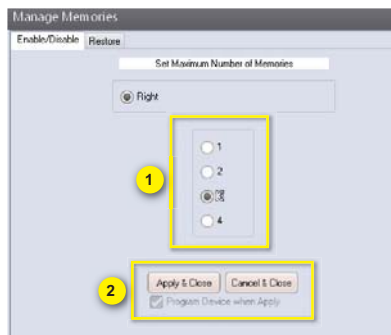 Manage Memories
Enable/Disable Restore
Set Maximum Number of Memories
Right
1
2
3
4
1
Apply & Close Cancel & Close
Program Device when Apply
2